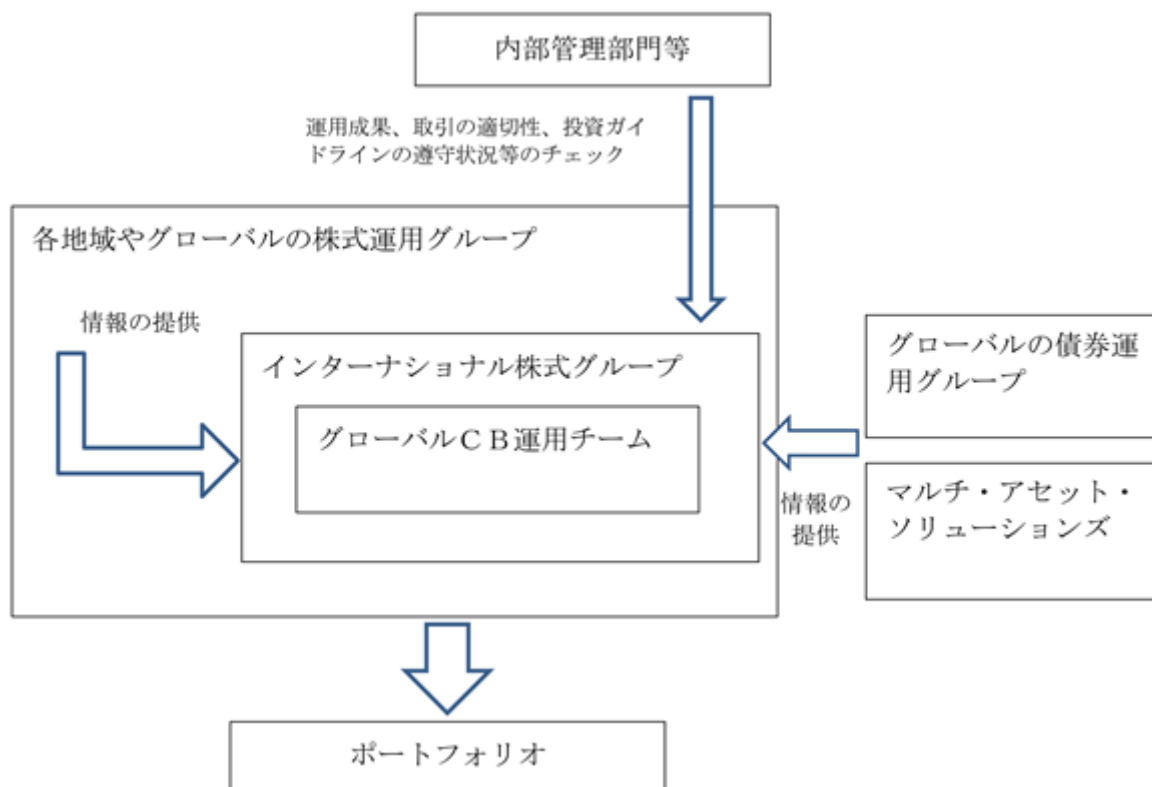 内部管理部門等
運用成果、取引の適切性、投資ガイ
ドラインの遵守状況等のチェック
各地域やグローバルの株式運用グループ
情報の提供
インターナショナル株式グループ
グローバルＣＢ運用チーム
グローバルの債券運
用グループ
マルチ・アセット・
ソリューションズ
情報の
提供
ポートフォリオ